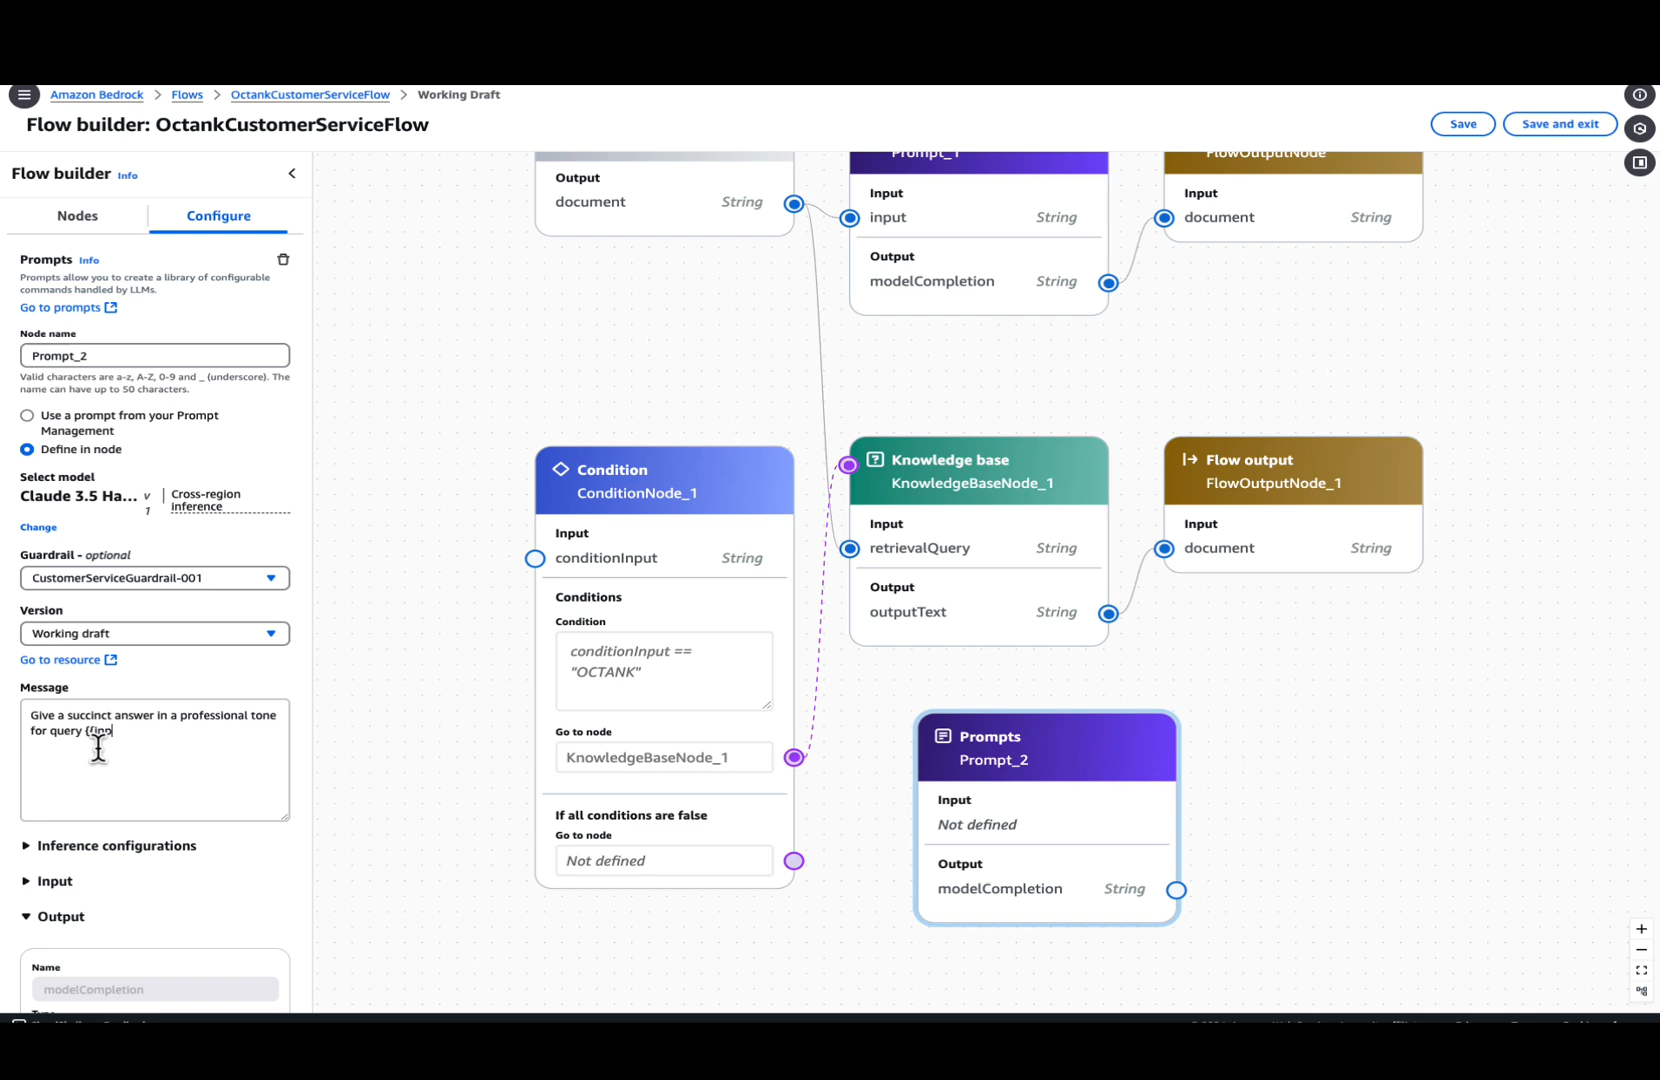 Amazon Bedrock > Flows > OctankCustomerServiceFlow > Working Draft
Flow builder: OctankCustomerServiceFlow
Save
Save and exit
Flow builder Info
Nodes
Configure
Prompts Info
Prompts allow you to create a library of configurable
commands handled by LLMs.
Go to prompts
Node name
Prompt_2
Valid characters are a-z, A-Z, 0-9 and _ (underscore). The
name can have up to 50 characters.
Use a prompt from your Prompt
Management
Define in node
Select model
Claude 3.5 Ha... v
1
Cross-region
inference
Change
Guardrail - optional
CustomerServiceGuardrail-001
Version
Working draft
Go to resource
Message
Give a succinct answer in a professional tone
for query {{inp
Inference configurations
Input
Output
Name
modelCompletion
Output
document String
Prompt_1
Input
input String
Output
modelCompletion String
FlowOutputNode
Input
document String
Condition
ConditionNode_1
Input
conditionInput String
Conditions
Condition
conditionInput ==
"OCTANK"
Go to node
KnowledgeBaseNode_1
If all conditions are false
Go to node
Not defined
Knowledge base
KnowledgeBaseNode_1
Input
retrievalQuery String
Output
outputText String
Flow output
FlowOutputNode_1
Input
document String
Prompts
Prompt_2
Input
Not defined
Output
modelCompletion String